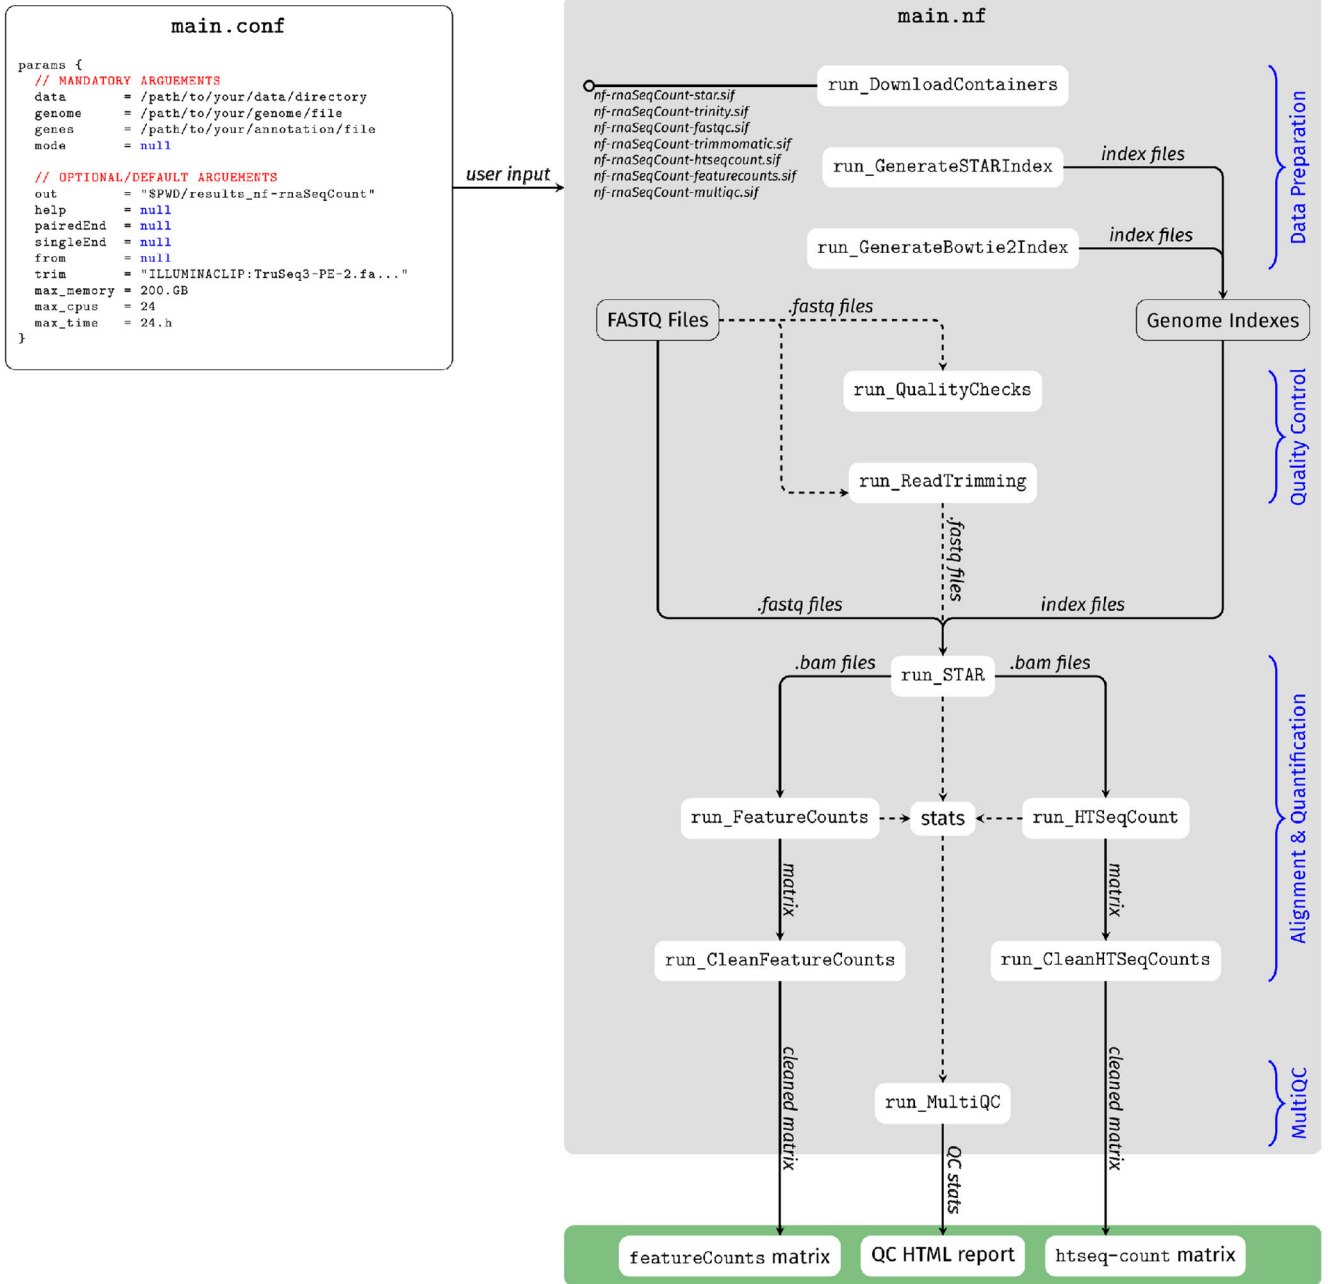 main.conf
params {
// MANDATORY ARGUEMENTS
data = /path/to/your/data/directory
genome = /path/to/your/genome/file
genes = /path/to/your/annotation/file
mode = null
// OPTIONAL/DEFAULT ARGUEMENTS
out = "$PWD/results_nf-rnaSeqCount"
help = null
pairedEnd = null
singleEnd = null
from = null
trim = "ILLUMINACLIP:TruSeq3-PE-2.fa..."
max_memory = 200.GB
max_cpus = 24
max_time = 24.h
}
user input
main.nf
run_DownloadContainers
nf-rnaSeqCount-star.sif
nf-rnaSeqCount-trinity.sif
nf-rnaSeqCount-fastqc.sif
nf-rnaSeqCount-trimmomatic.sif
nf-rnaSeqCount-htseqcount.sif
nf-rnaSeqCount-featurecounts.sif
nf-rnaSeqCount-multiqc.sif
run_GenerateSTARIndex
index files
run_GenerateBowtie2Index
index files
Data Preparation
FASTQ Files
.fastq files
Genome Indexes
run_QualityChecks
run_ReadTrimming
Quality Control
.fastq files
.fastq files
index files
.bam files
run_STAR
.bam files
run_FeatureCounts
stats
run_HTSeqCount
matrix
matrix
run_CleanFeatureCounts
run_CleanHTSeqCounts
Alignment & Quantification
cleaned matrix
cleaned matrix
run_MultiQC
MultiQC
QC stats
featureCounts matrix
QC HTML report
htseq-count matrix